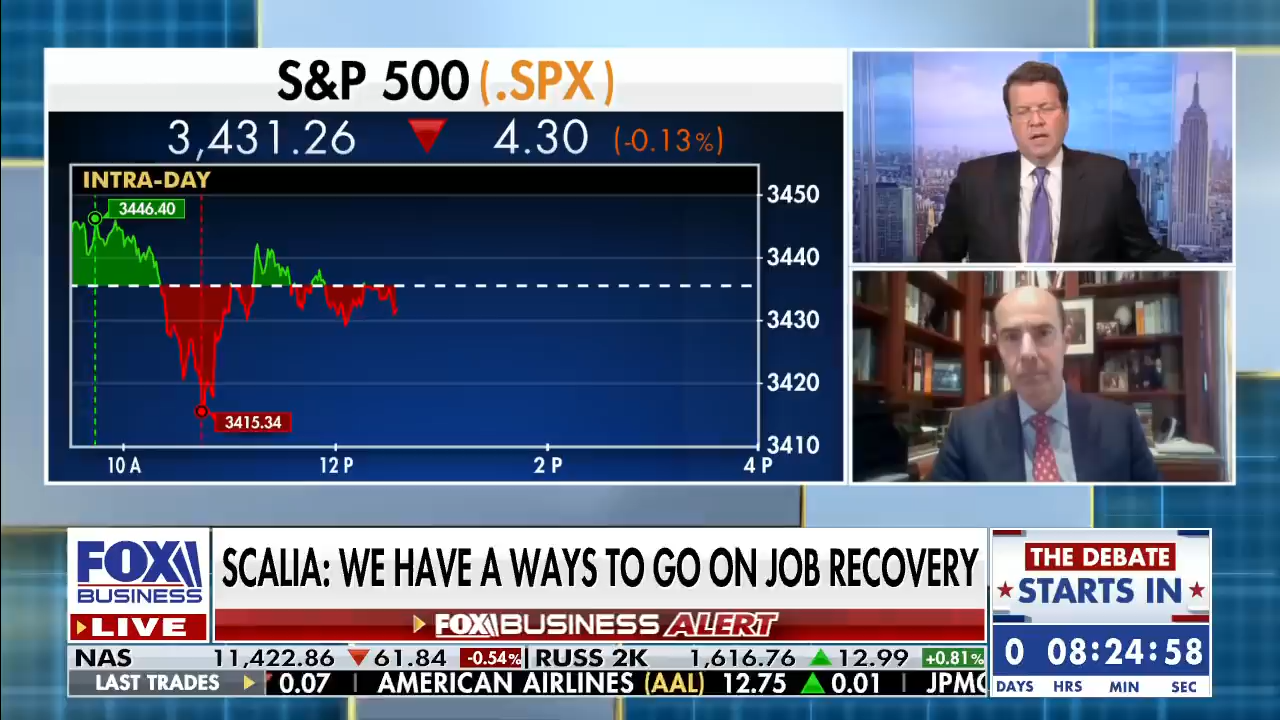 S&P 500 (.SPX)
3,431.26 ▼ 4.30 (-0.13%)
INTRA-DAY
3446.40
3415.34
3450
3440
3430
3420
3410
10 A 12 P 2 P 4 P
FOX BUSINESS
LIVE
SCALIA: WE HAVE A WAYS TO GO ON JOB RECOVERY
FOX BUSINESS ALERT
THE DEBATE
STARTS IN
0 08:24:58
DAYS HRS MIN SEC
NAS 11,422.86 ▼ 61.84 -0.54% RUSS 2K 1,616.76 ▲ 12.99 +0.81%
LAST TRADES 0.07 | AMERICAN AIRLINES (AAL) 12.75 ▲ 0.01 | JPMC